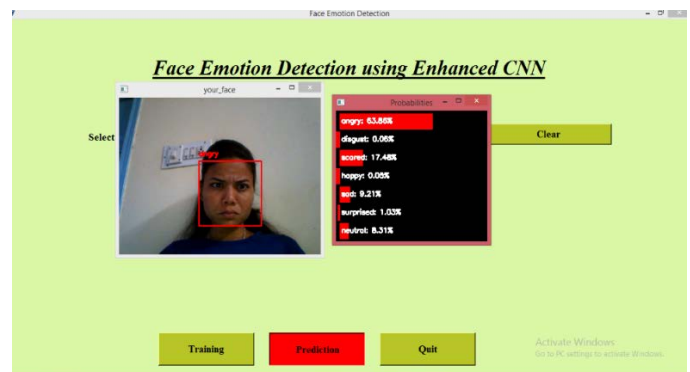 Face Emotion Detection
Face Emotion Detection using Enhanced CNN
your_face
Probabilities
angry: 63.86%
disgust: 0.06%
scared: 17.48%
happy: 0.06%
sad: 9.21%
surprised: 1.03%
neutral: 8.31%
angry
Select
Clear
Training
Prediction
Quit
Activate Windows
Go to PC settings to activate Windows.